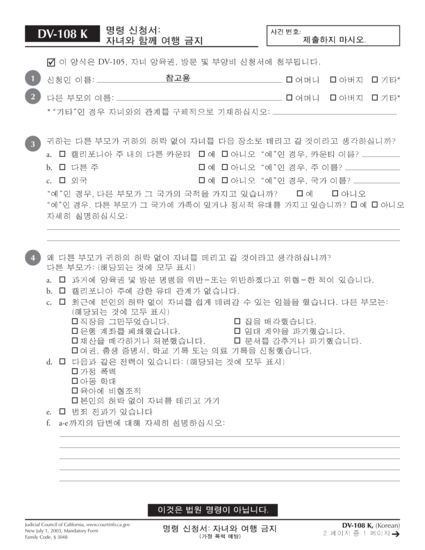 DV-108 K
명령 신청서:
자녀와 함께 여행 금지
사건 번호:
제출하지 마시오.
☑ 이 양식은 DV-105, 자녀 양육권, 방문 및 부양비 신청서에 첨부됩니다.
1 신청인 이름: 참고용 ☐ 어머니 ☐ 아버지 ☐ 기타*
2 다른 부모의 이름: ☐ 어머니 ☐ 아버지 ☐ 기타*
* “기타”인 경우 자녀와의 관계를 구체적으로 기재하십시오:
3 귀하는 다른 부모가 귀하의 허락 없이 자녀를 다음 장소로 데리고 갈 것이라고 생각하십니까?
a. ☐ 캘리포니아 주 내의 다른 카운티 ☐ 예 ☐ 아니오 “예”인 경우, 카운티 이름?
b. ☐ 다른 주 ☐ 예 ☐ 아니오 “예”인 경우, 주 이름?
c. ☐ 외국 ☐ 예 ☐ 아니오 “예”인 경우, 국가 이름?
“예”인 경우, 다른 부모가 그 국가의 국적을 가지고 있습니까? ☐ 예 ☐ 아니오
“예”인 경우, 다른 부모가 그 국가에 가족이 있거나 정서적 유대를 가지고 있습니까? ☐ 예 ☐ 아니오
자세히 설명하십시오:
4 왜 다른 부모가 귀하의 허락 없이 자녀를 데리고 갈 것이라고 생각하십니까?
다른 부모가: (해당되는 것에 모두 표시)
a. ☐ 과거에 양육권 및 방문 명령을 위반–또는 위반하겠다고 위협–한 적이 있습니다.
b. ☐ 캘리포니아 주에 강한 유대 관계가 없습니다.
c. ☐ 최근에 본인의 허락 없이 자녀를 쉽게 데려갈 수 있는 일들을 했습니다. 다른 부모는:
(해당되는 것에 모두 표시)
☐ 직장을 그만두었습니다. ☐ 집을 매각했습니다.
☐ 은행 계좌를 폐쇄했습니다. ☐ 임대 계약을 파기했습니다.
☐ 재산을 매각하거나 처분했습니다. ☐ 문서를 감추거나 파기했습니다.
☐ 여권, 출생 증명서, 학교 기록 또는 의료 기록을 신청했습니다.
d. ☐ 다음과 같은 전력이 있습니다: (해당되는 것에 모두 표시)
☐ 가정 폭력
☐ 아동 학대
☐ 육아에 비협조적
☐ 본인의 허락 없이 자녀를 데리고 가기
e. ☐ 범죄 전과가 있습니다
f. a-e까지의 답변에 대해 자세히 설명하십시오:
이것은 법원 명령이 아닙니다.
Judicial Council of California, www.courtinfo.ca.gov
New July 1, 2003, Mandatory Form
Family Code, § 3048
명령 신청서: 자녀와 여행 금지
(가정 폭력 예방)
DV-108 K, (Korean)
2 페이지 중 1 페이지